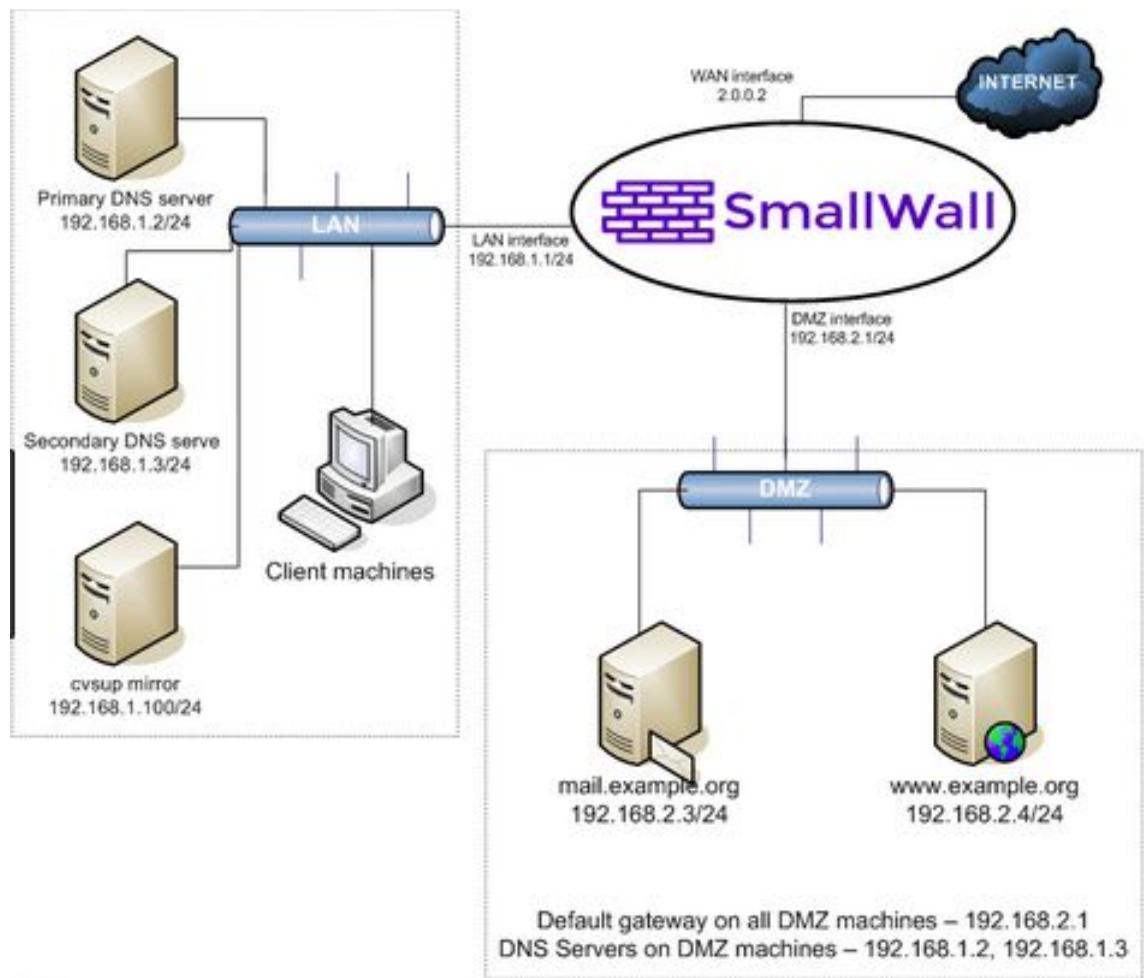 Primary DNS server
192.168.1.2/24
Secondary DNS serve
192.168.1.3/24
cvsup mirror
192.168.1.100/24
LAN
Client machines
LAN interface
192.168.1.1/24
WAN interface
2.0.0.2
INTERNET
SmallWall
DMZ interface
192.168.2.1/24
DMZ
mail.example.org
192.168.2.3/24
www.example.org
192.168.2.4/24
Default gateway on all DMZ machines – 192.168.2.1
DNS Servers on DMZ machines – 192.168.1.2, 192.168.1.3